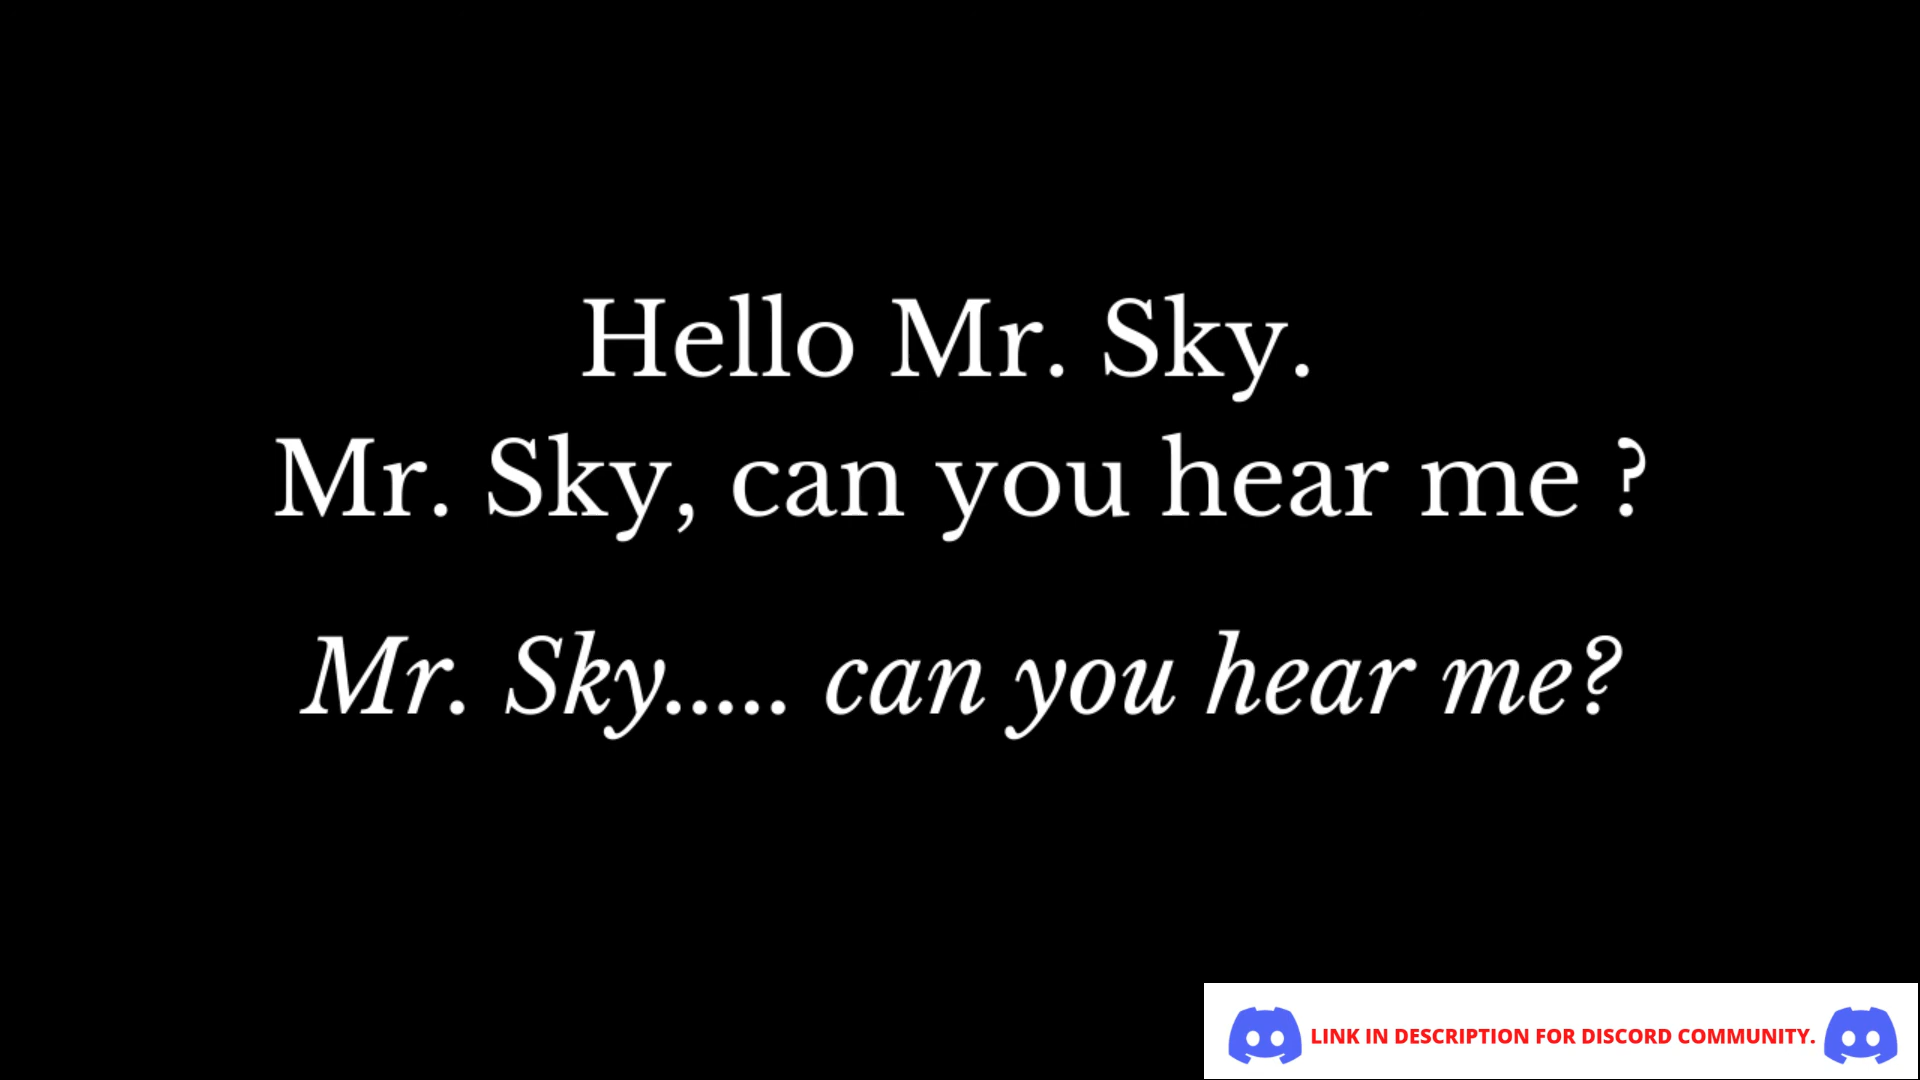 Hello Mr. Sky.
Mr. Sky, can you hear me ?
Mr. Sky..... can you hear me?
LINK IN DESCRIPTION FOR DISCORD COMMUNITY.